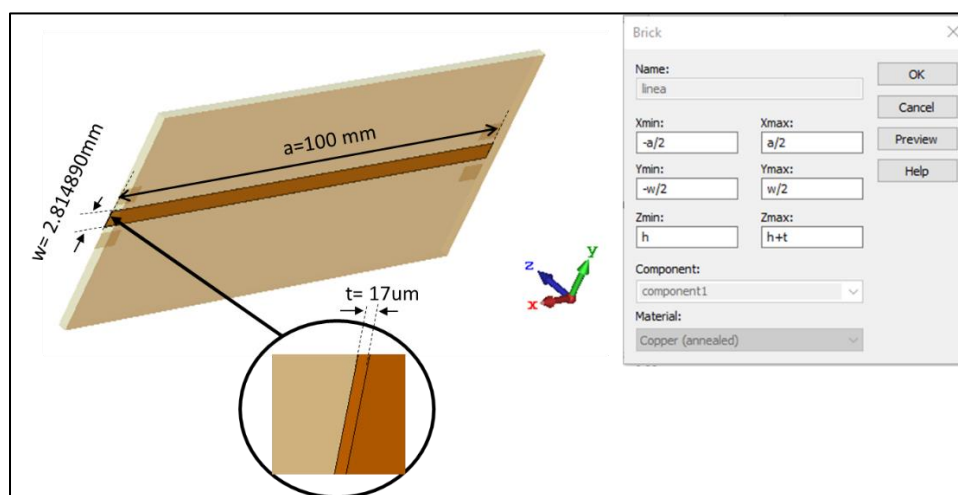 a=100 mm
w= 2.814890mm
t= 17um
z
y
x
Brick
Name:
linea
OK
Cancel
Xmin:
Xmax:
-a/2
a/2
Preview
Ymin:
Ymax:
Help
-w/2
w/2
Zmin:
Zmax:
h
h+t
Component:
component1
Material:
Copper (annealed)